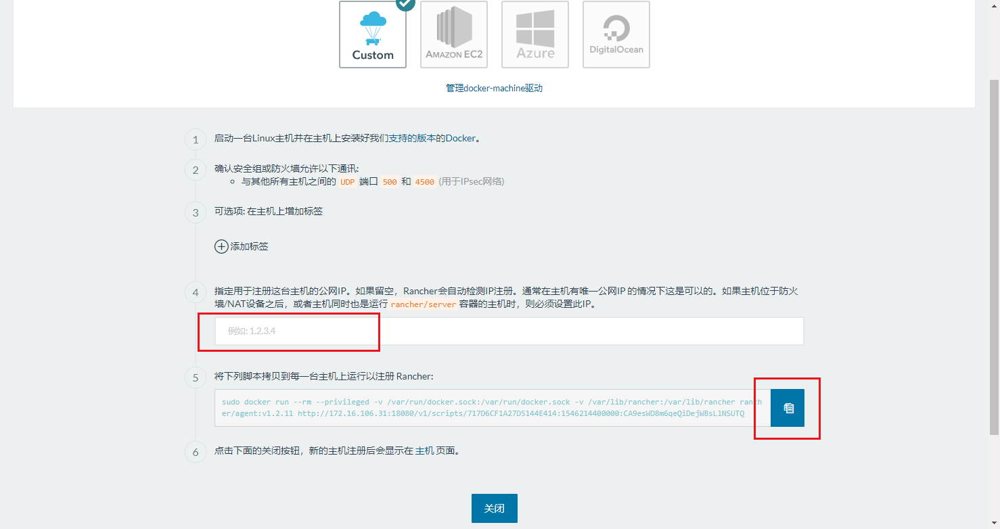 Custom
AMAZON EC2
Azure
DigitalOcean
管理docker-machine驱动
1
启动一台Linux主机并在主机上安装好我们支持的版本的Docker。
2
确认安全组或防火墙允许以下通讯:
与其他所有主机之间的 UDP 端口 500 和 4500 (用于IPsec网络)
3
可选项: 在主机上增加标签
添加标签
4
指定用于注册这台主机的公网IP。如果留空，Rancher会自动检测IP注册。通常在主机有唯一公网IP 的情况下这是可以的。如果主机位于防火
墙/NAT设备之后，或者主机同时也是运行 rancher/server 容器的主机时，则必须设置此IP。
例如: 1.2.3.4
5
将下列脚本拷贝到每一台主机上运行以注册 Rancher:
sudo docker run --rm --privileged -v /var/run/docker.sock:/var/run/docker.sock -v /var/lib/rancher:/var/lib/rancher ranch
er/agent:v1.2.11 http://172.16.106.31:18080/v1/scripts/717D6CF1A27D5144E414:1546214400000:CA9esWD8m6qeQiDejWBsL1NSUTQ
6
点击下面的关闭按钮，新的主机注册后会显示在 主机 页面。
关闭